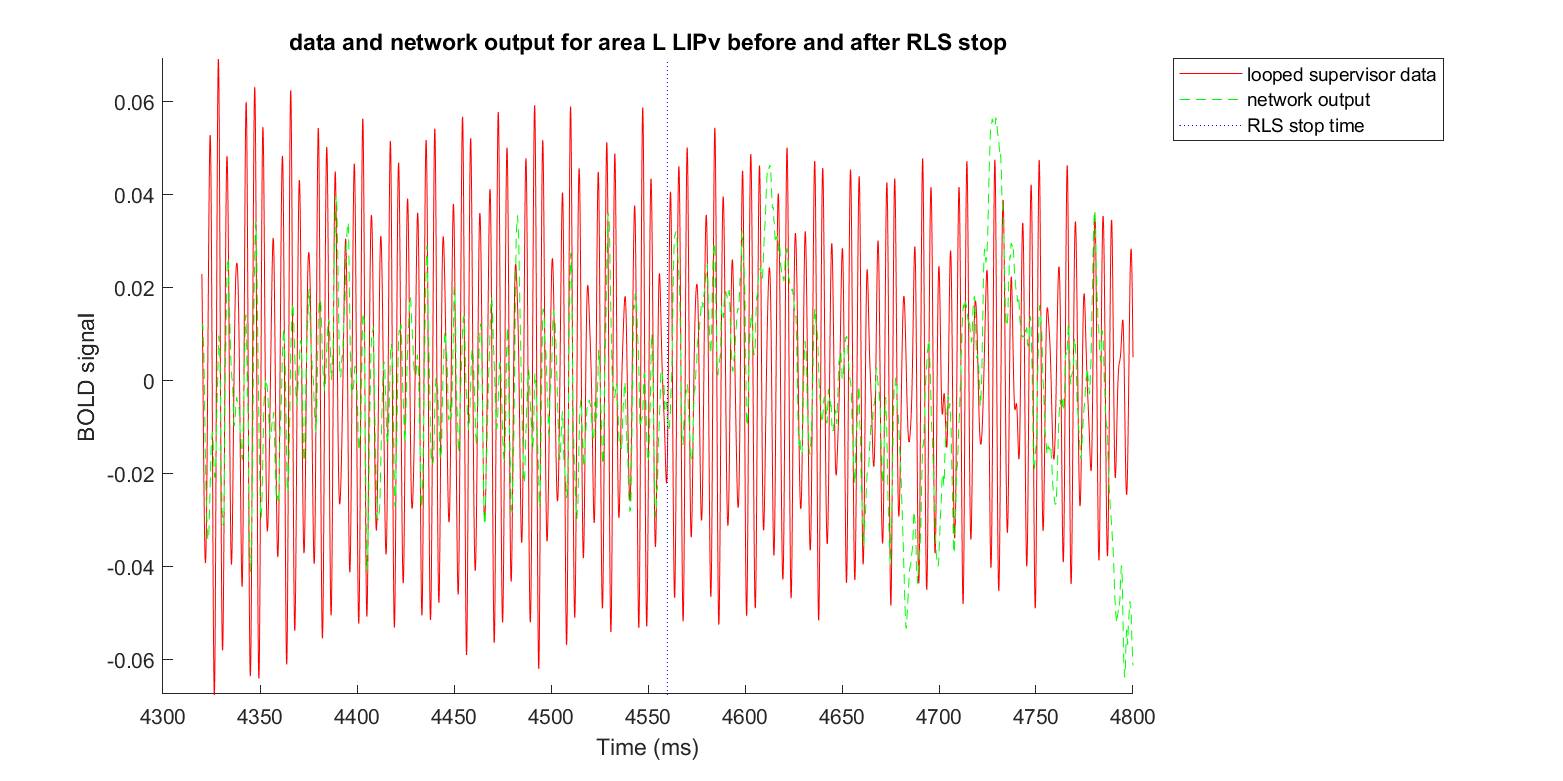 data and network output for area L LIPv before and after RLS stop
looped supervisor data
network output
RLS stop time
0.06
0.04
0.02
0
-0.02
-0.04
-0.06
BOLD signal
4300 4350 4400 4450 4500 4550 4600 4650 4700 4750 4800
Time (ms)